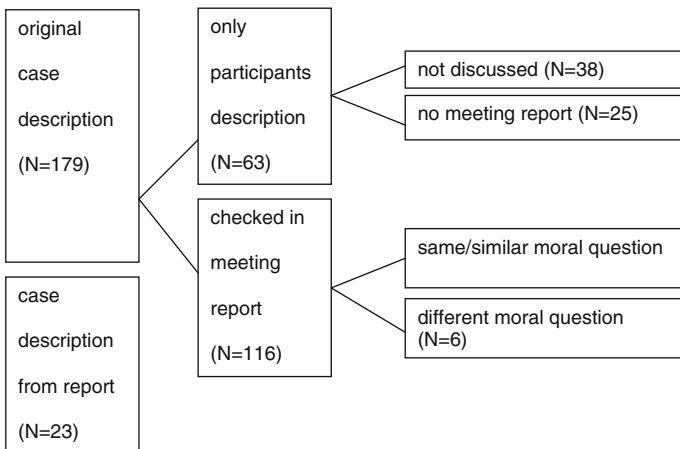 original
case
description
(N=179)
only
participants
description
(N=63)
not discussed (N=38)
no meeting report (N=25)
checked in
meeting
report
(N=116)
same/similar moral question
different moral question
(N=6)
case
description
from report
(N=23)